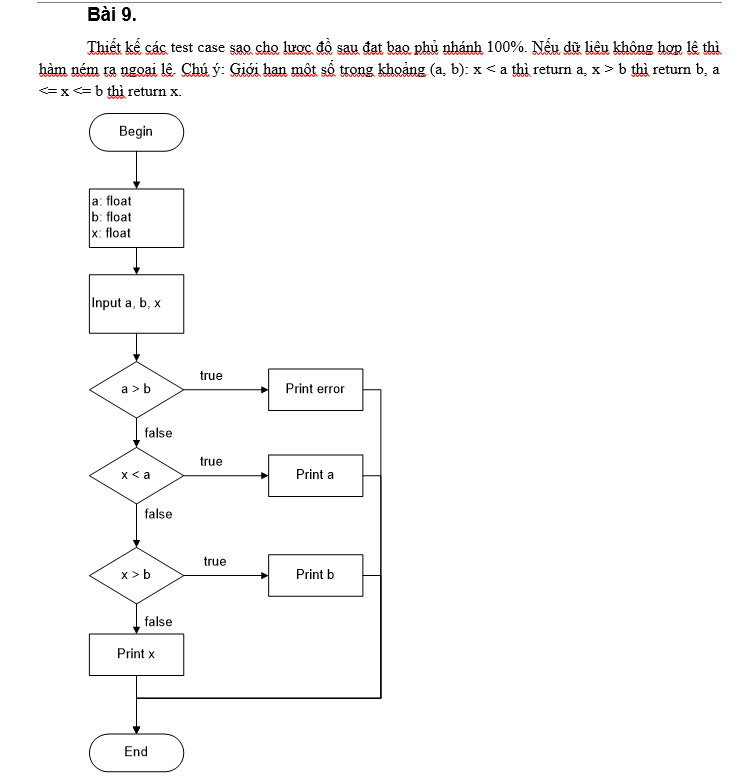 Bài 9.
Thiết kế các test case sao cho lược đồ sau đạt bao phủ nhánh 100%. Nếu dữ liệu không hợp lệ thì
hàm ném ra ngoại lệ. Chú ý: Giới hạn một số trong khoảng (a, b): x < a thì return a, x > b thì return b, a
<= x <= b thì return x.
Begin
a: float
b: float
x: float
Input a, b, x
a > b
true
Print error
false
x < a
true
Print a
false
x > b
true
Print b
false
Print x
End